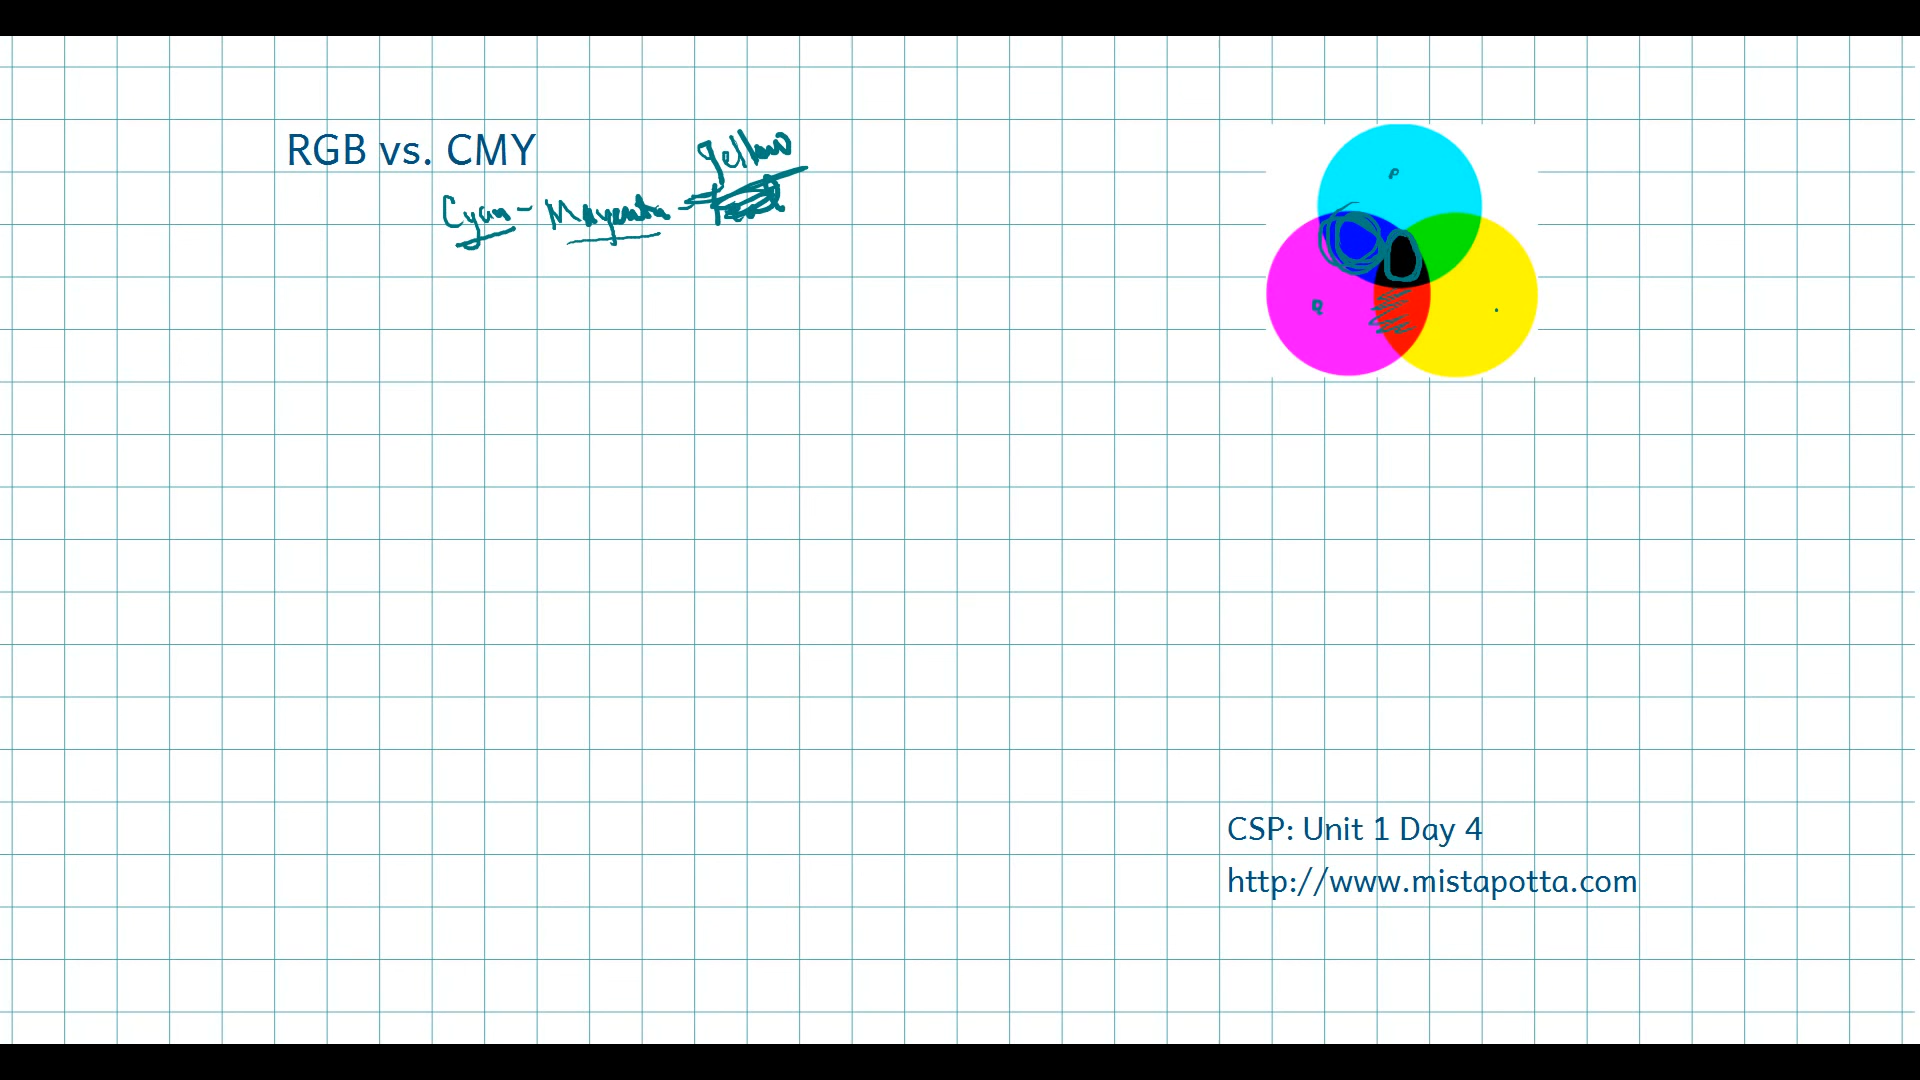 RGB vs. CMY
Yellow
Cyan - Magenta -
CSP: Unit 1 Day 4
http://www.mistapotta.com